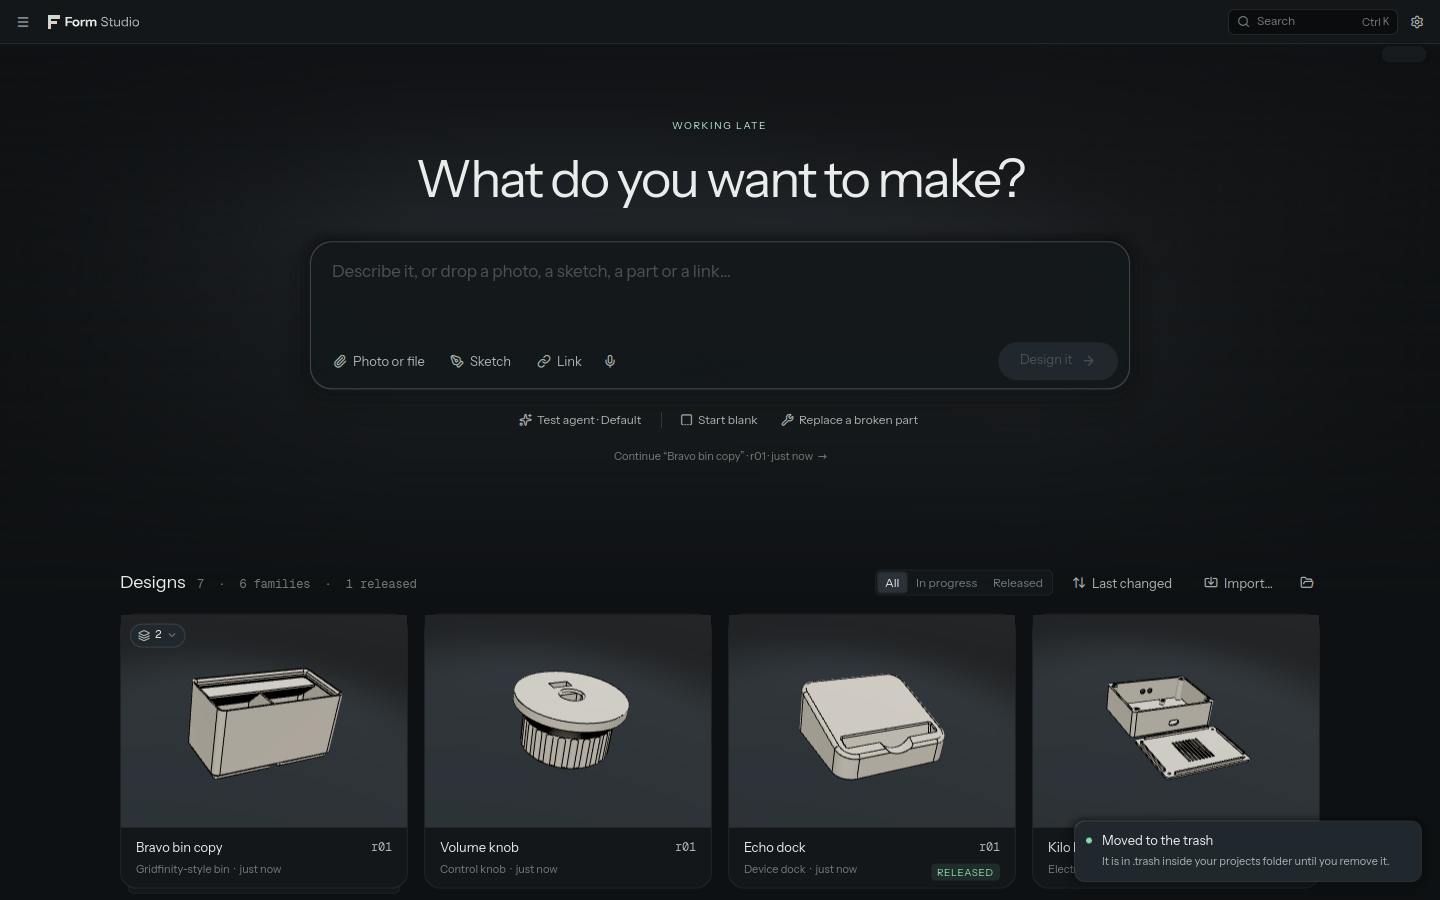 Form Studio
Search Ctrl K
WORKING LATE
What do you want to make?
Describe it, or drop a photo, a sketch, a part or a link...
Photo or file Sketch Link
Design it
Test agent · Default Start blank Replace a broken part
Continue "Bravo bin copy" · r01 · just now →
Designs 7 · 6 families · 1 released
All In progress Released Last changed Import...
2
Bravo bin copy r01
Gridfinity-style bin · just now
Volume knob r01
Control knob · just now
Echo dock r01
Device dock · just now RELEASED
Kilo
Moved to the trash
It is in .trash inside your projects folder until you remove it.